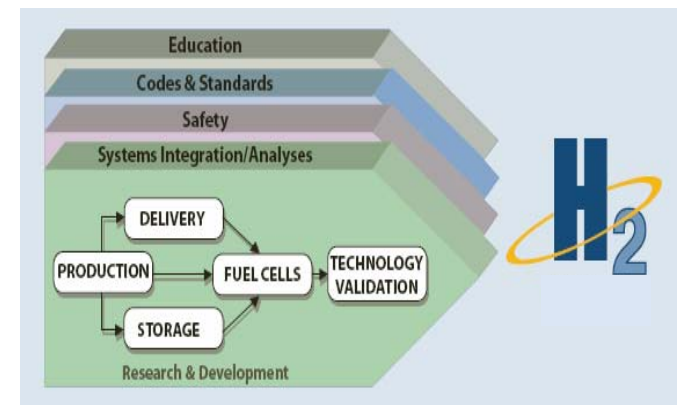 Education
Codes & Standards
Safety
Systems Integration/Analyses
DELIVERY
PRODUCTION
FUEL CELLS
TECHNOLOGY
VALIDATION
STORAGE
Research & Development
H2